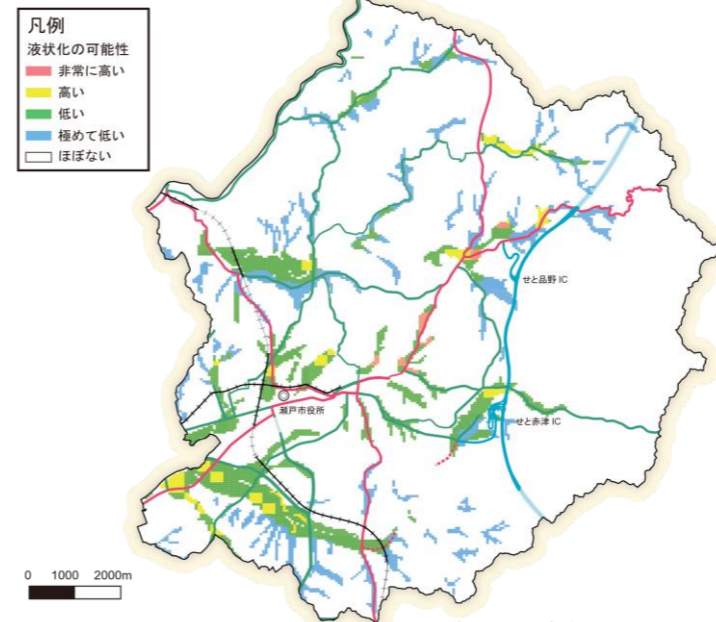 凡例
液状化の可能性
非常に高い
高い
低い
極めて低い
ほぼない
せと品野 IC
瀬戸市役所
せと赤津 IC
0 1000 2000m